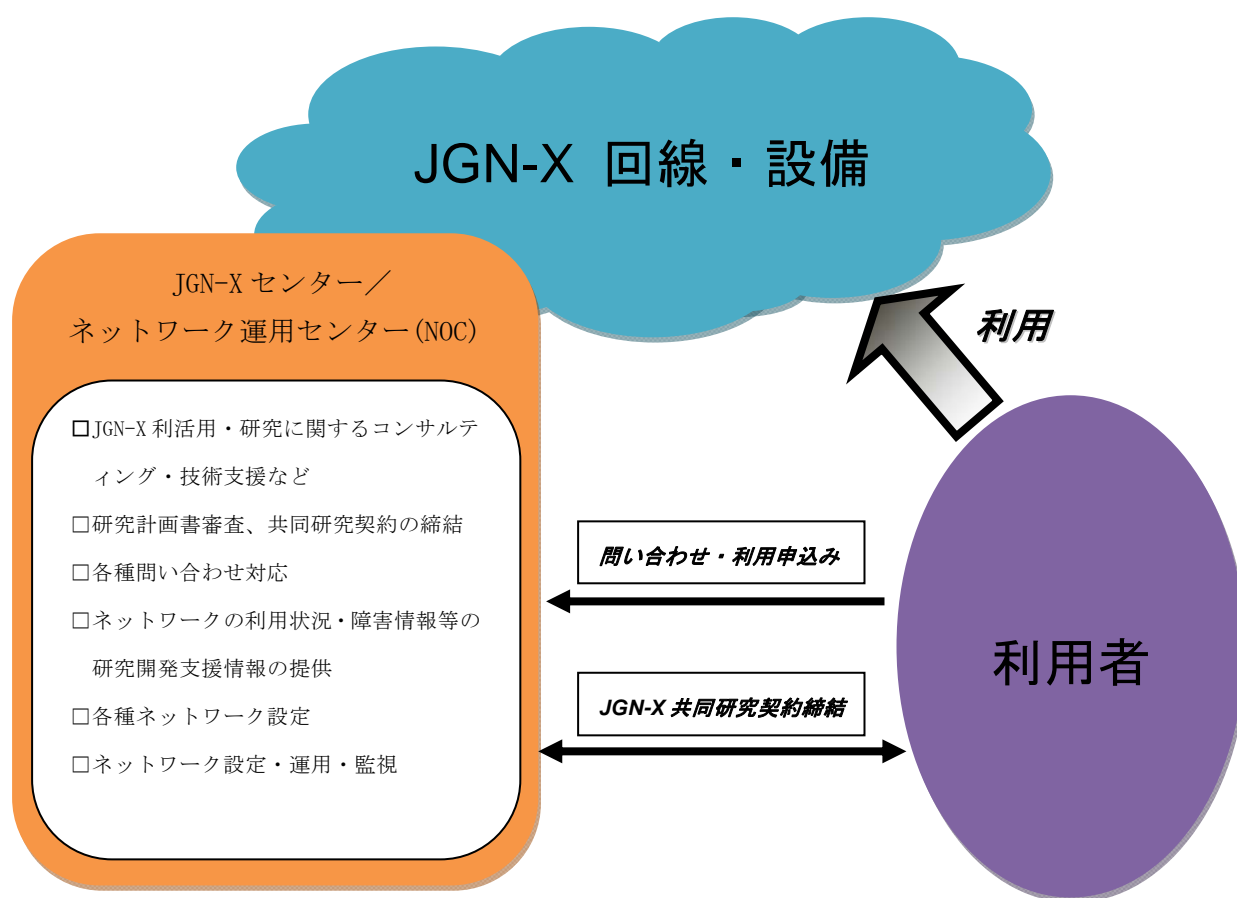 JGN-X 回線・設備
JGN-X センター／
ネットワーク運用センター(NOC)
□JGN-X 利活用・研究に関するコンサルテ
ィング・技術支援など
□研究計画書審査、共同研究契約の締結
□各種問い合わせ対応
□ネットワークの利用状況・障害情報等の
研究開発支援情報の提供
□各種ネットワーク設定
□ネットワーク設定・運用・監視
利用
問い合わせ・利用申込み
JGN-X 共同研究契約締結
利用者